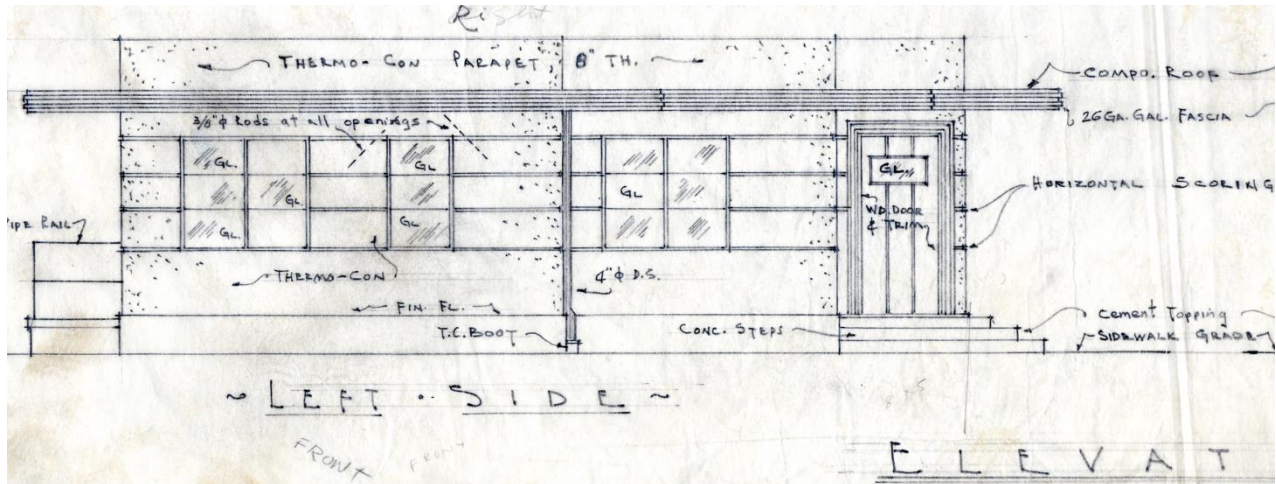 Right
THERMO-CON PARAPET, 8" TH.
COMPO. ROOF
26 GA. GAL. FASCIA
3/8" φ Rods at all openings
GL.
GL.
GL.
GL.
GL.
GL.
GL
GL.
HORIZONTAL SCORING
WD. DOOR
& TRIM
IPE RAIL
THERMO-CON
4" φ D.S.
FIN. FL.
T.C. BOOT
CONC. STEPS
Cement Topping
SIDEWALK GRADE
~ LEFT · SIDE ~
FRONT
FRONT
ELEVAT